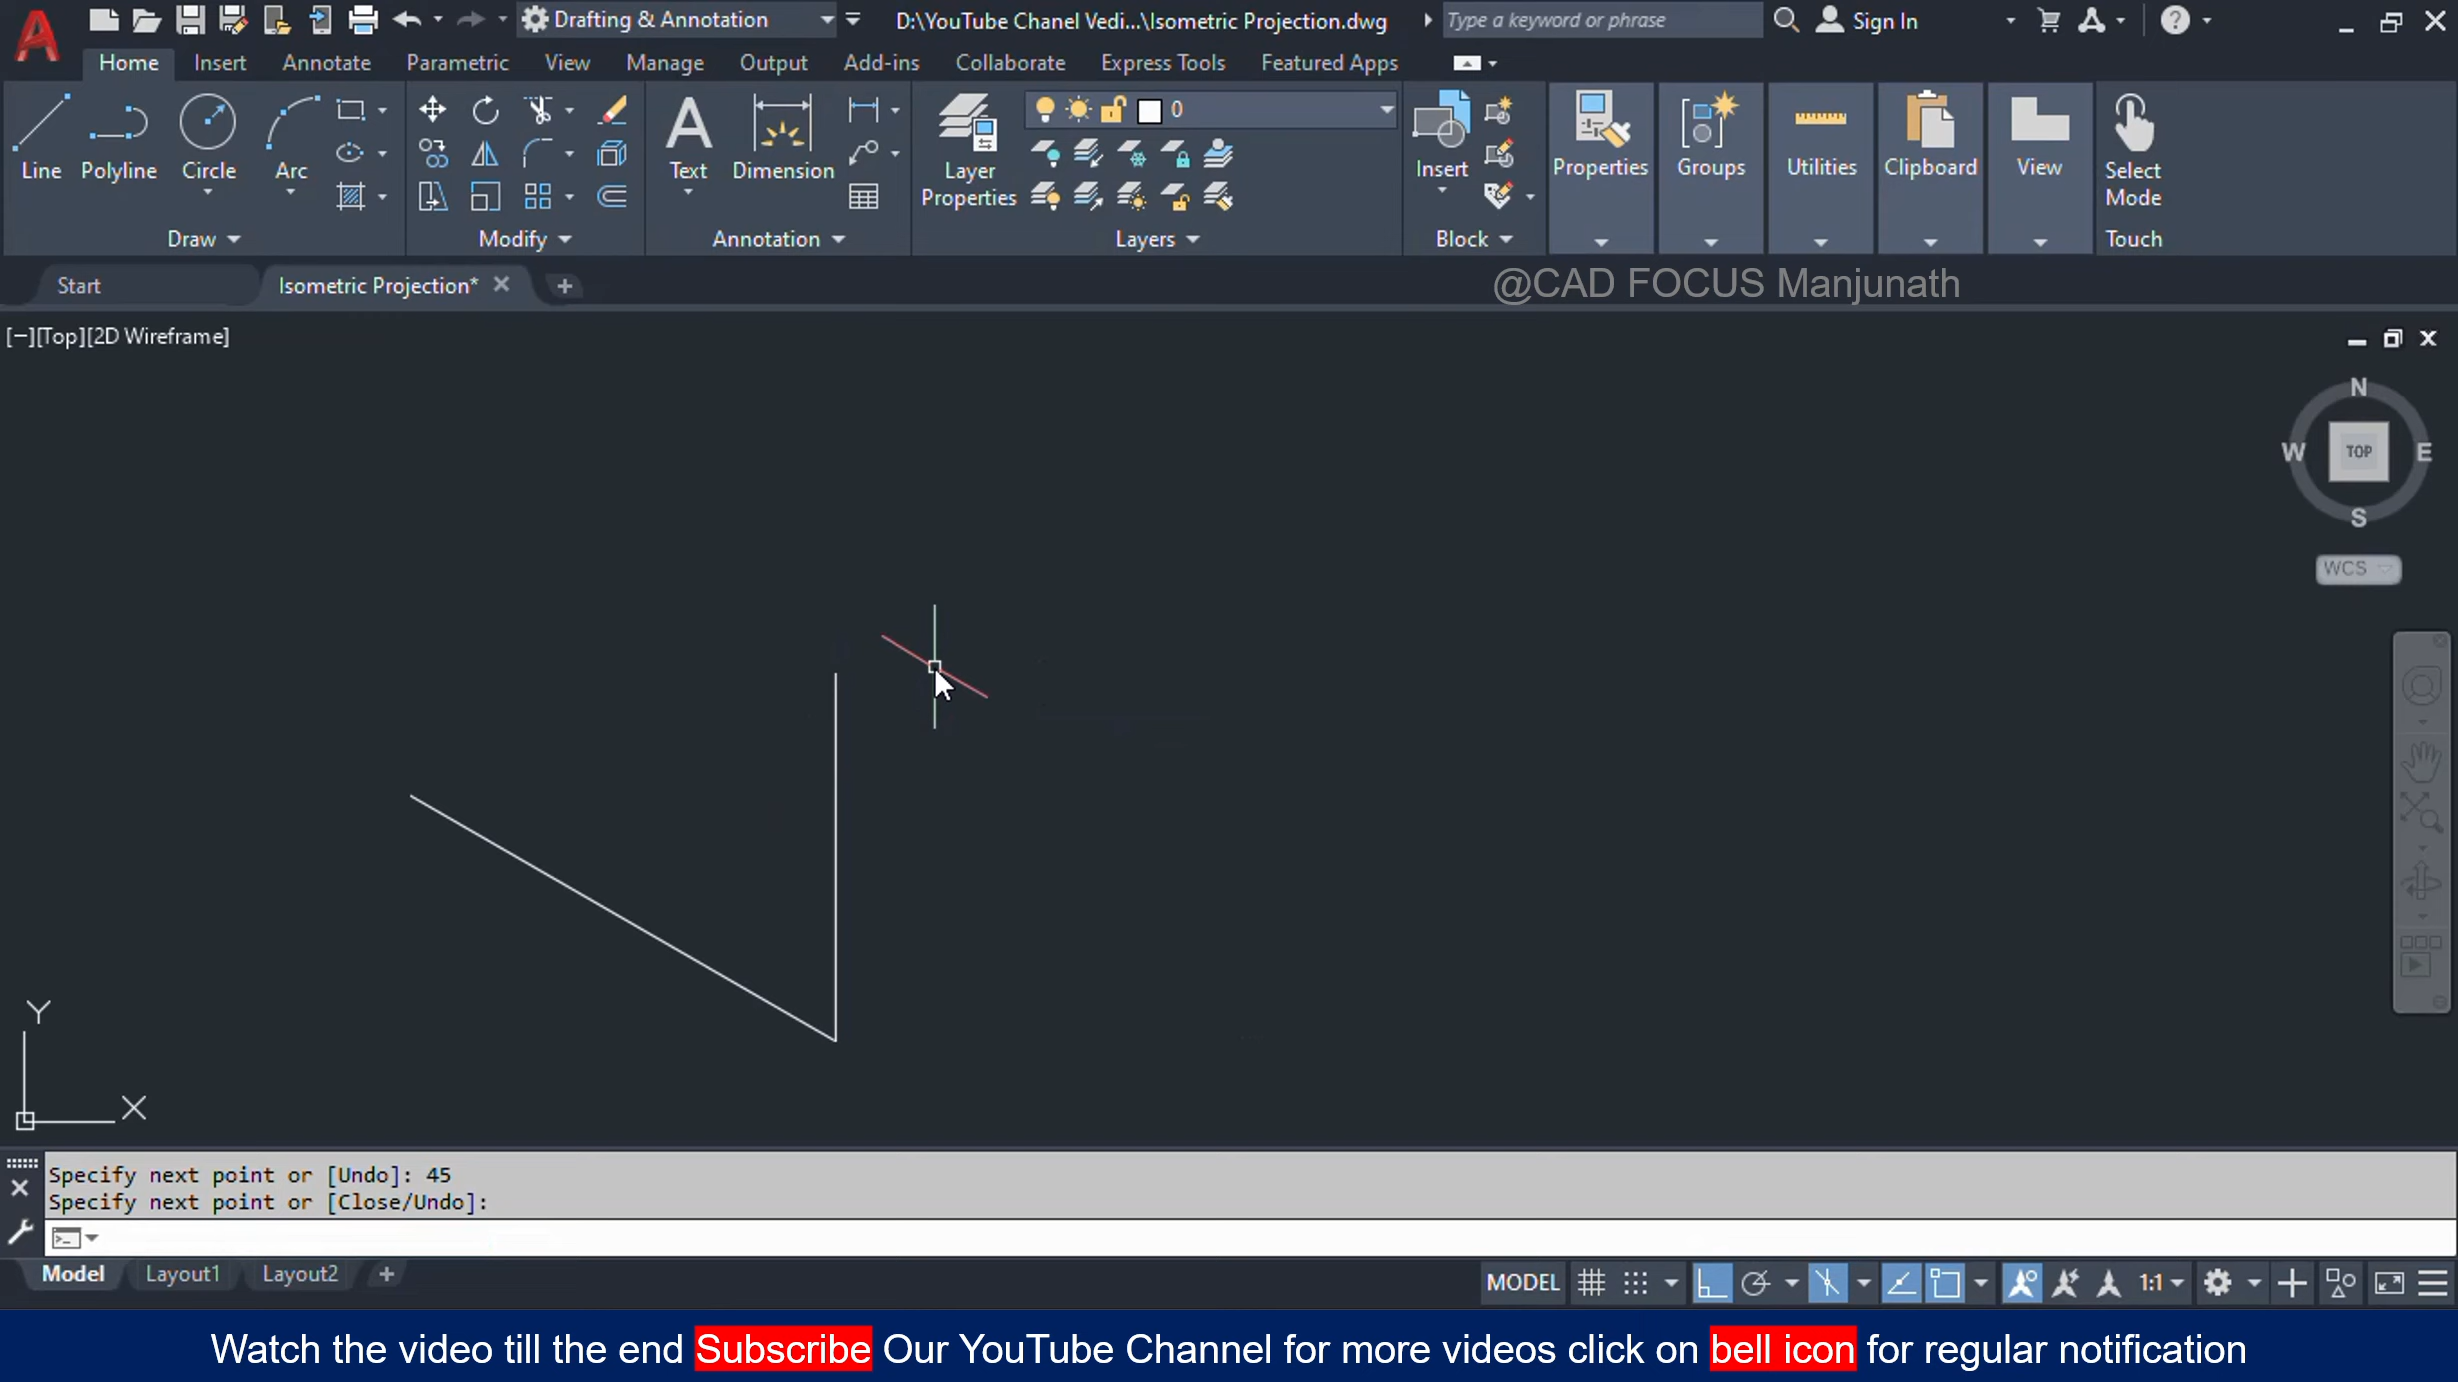 Drafting & Annotation
D:\YouTube Chanel Vedi...\Isometric Projection.dwg
Type a keyword or phrase
Sign In
Home Insert Annotate Parametric View Manage Output Add-ins Collaborate Express Tools Featured Apps
0
Line Polyline Circle Arc
Text Dimension
Layer Properties
Insert
Properties Groups Utilities Clipboard View
Select Mode
Draw Modify Annotation Layers Block Touch
Start Isometric Projection*
@CAD FOCUS Manjunath
[−][Top][2D Wireframe]
N
W TOP E
S
WCS
Y
X
Specify next point or [Undo]: 45
Specify next point or [Close/Undo]:
Model Layout1 Layout2
MODEL 1:1
Watch the video till the end Subscribe Our YouTube Channel for more videos click on bell icon for regular notification